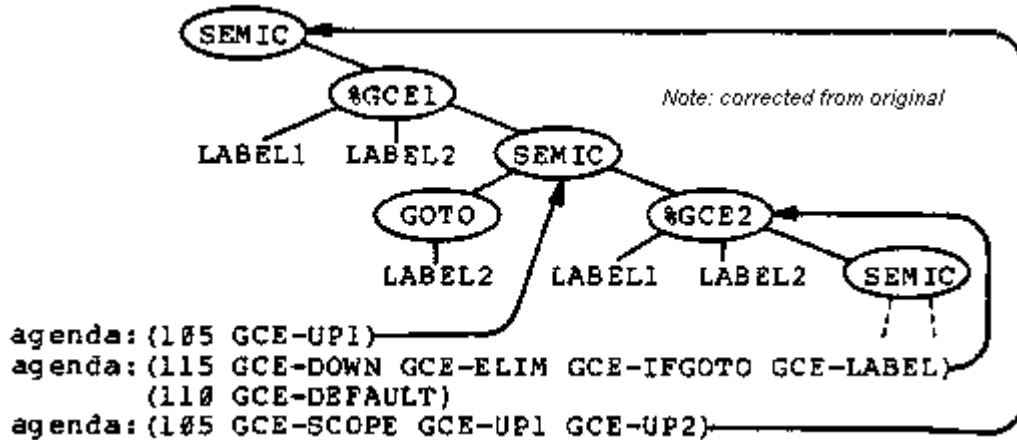 SEMIC
%GCE1
Note: corrected from original
LABEL1 LABEL2 SEMIC
GOTO %GCE2
LABEL2 LABEL1 LABEL2 SEMIC
agenda:(105 GCE-UP1)
agenda:(115 GCE-DOWN GCE-ELIM GCE-IFGOTO GCE-LABEL)
(110 GCE-DEFAULT)
agenda:(105 GCE-SCOPE GCE-UP1 GCE-UP2)